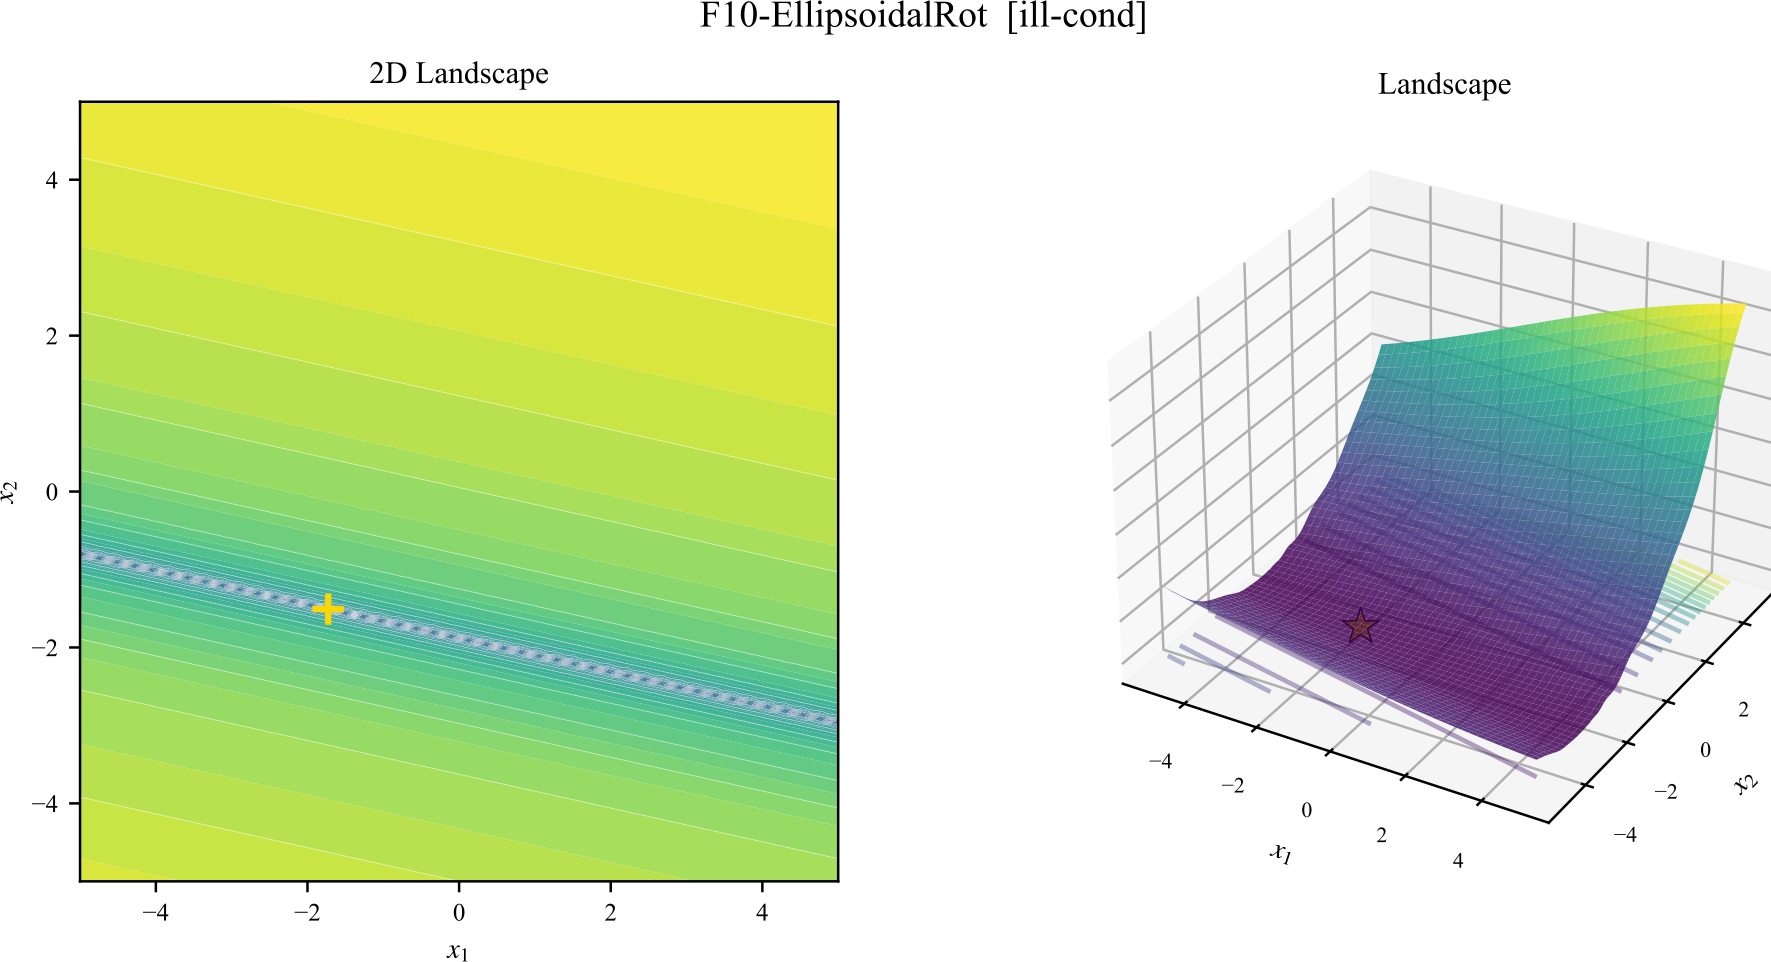 F10-EllipsoidalRot [ill-cond]
2D Landscape
4
2
0
−2
−4
x₂
−4
−2
0
2
4
x₁
Landscape
−4
−2
0
2
4
x₁
−4
−2
0
2
x₂